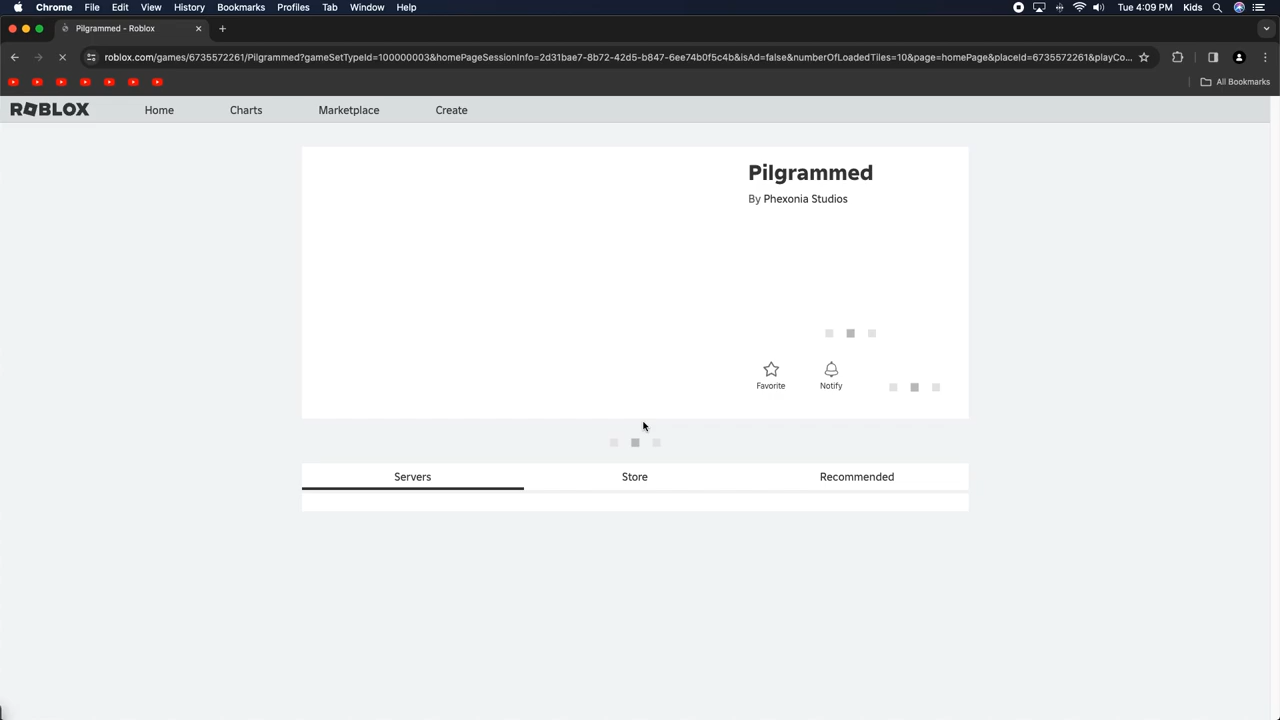 Chrome File Edit View History Bookmarks Profiles Tab Window Help Tue 4:09 PM Kids
Pilgrammed - Roblox
roblox.com/games/6735572261/Pilgrammed?gameSetTypeId=100000003&homePageSessionInfo=2d31bae7-8b72-42d5-b847-6ee74b0f5c4b&isAd=false&numberOfLoadedTiles=10&page=homePage&placeId=6735572261&playCo...
All Bookmarks
ROBLOX Home Charts Marketplace Create
Pilgrammed
By Phexonia Studios
Favorite Notify
Servers Store Recommended